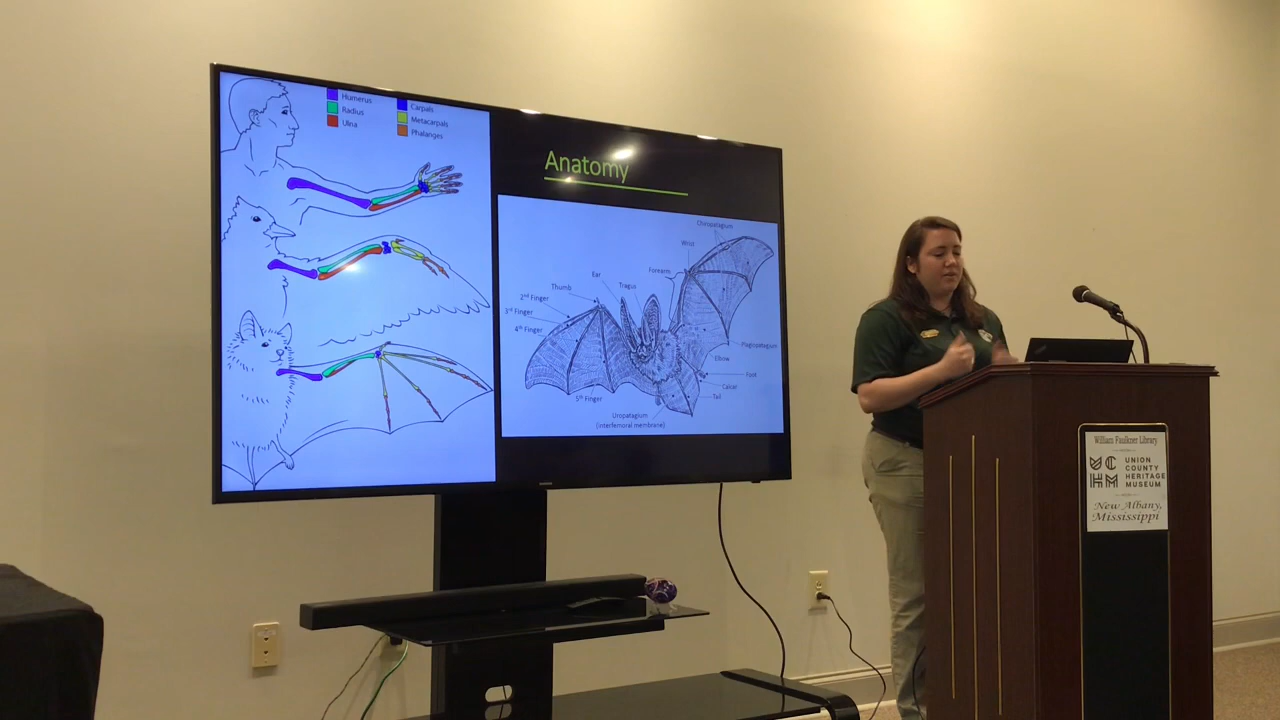 Humerus
Radius
Ulna
Carpals
Metacarpals
Phalanges
Anatomy
Chiropatagium
Wrist
Forearm
Ear
Tragus
Thumb
2nd Finger
3rd Finger
4th Finger
5th Finger
Plagiopatagium
Elbow
Foot
Calcar
Tail
Uropatagium
(interfemoral membrane)
SAMSUNG
William Faulkner Library
UC
HM
UNION
COUNTY
HERITAGE
MUSEUM
New Albany,
Mississippi